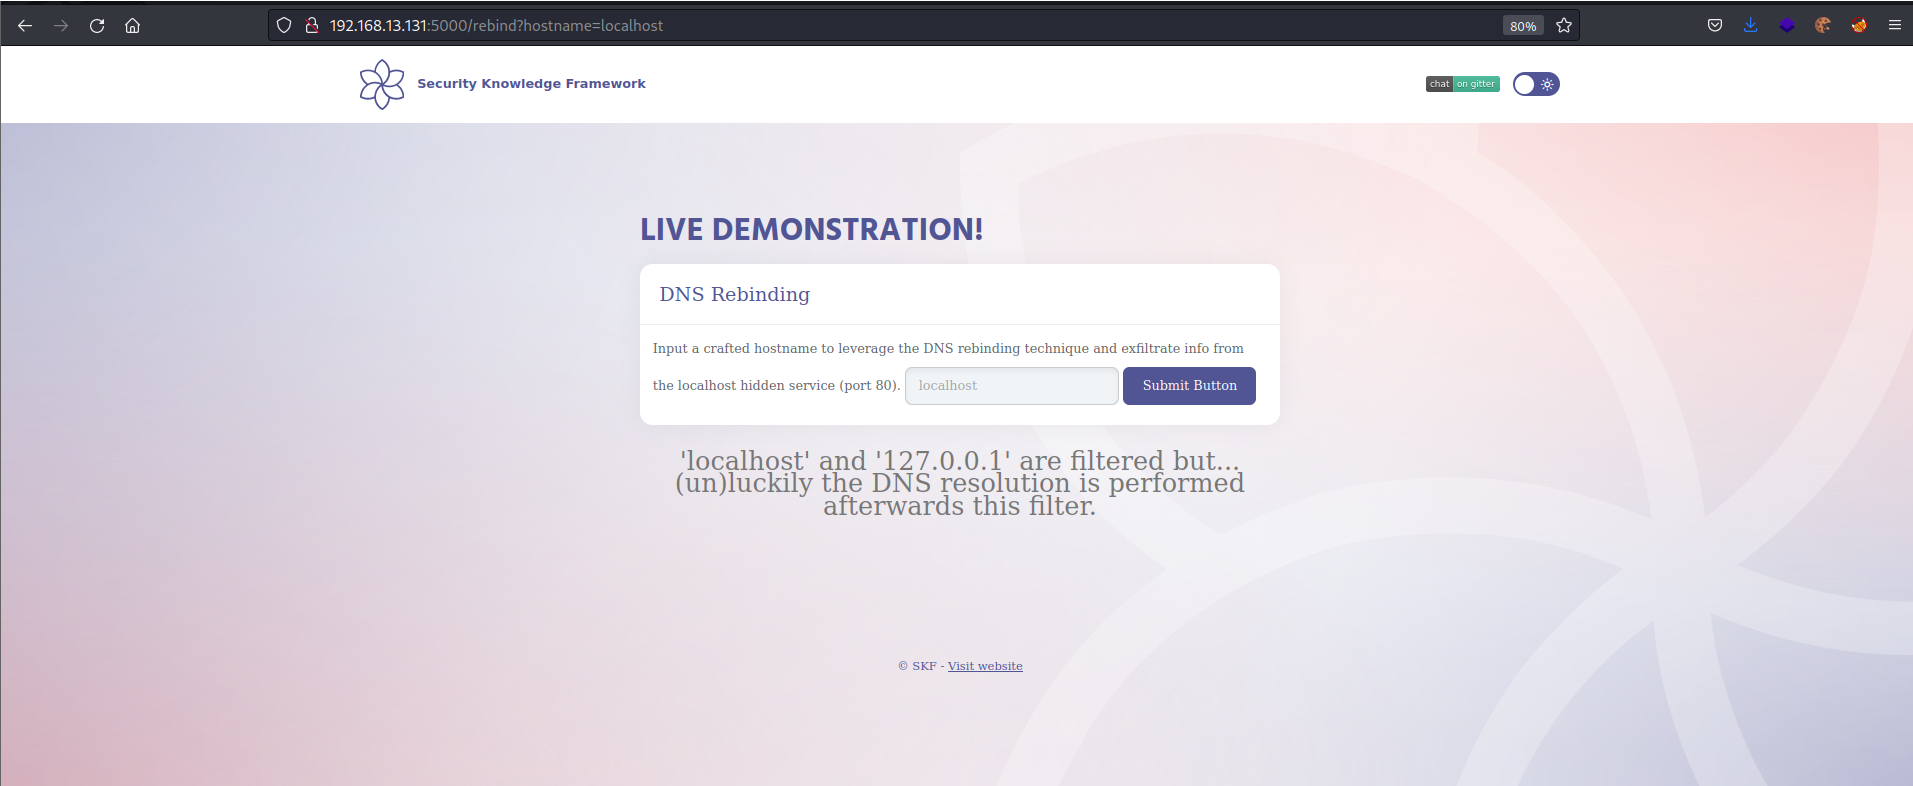 192.168.13.131:5000/rebind?hostname=localhost
80%
Security Knowledge Framework
chat on gitter
LIVE DEMONSTRATION!
DNS Rebinding
Input a crafted hostname to leverage the DNS rebinding technique and exfiltrate info from
the localhost hidden service (port 80). localhost Submit Button
'localhost' and '127.0.0.1' are filtered but...
(un)luckily the DNS resolution is performed
afterwards this filter.
© SKF - Visit website